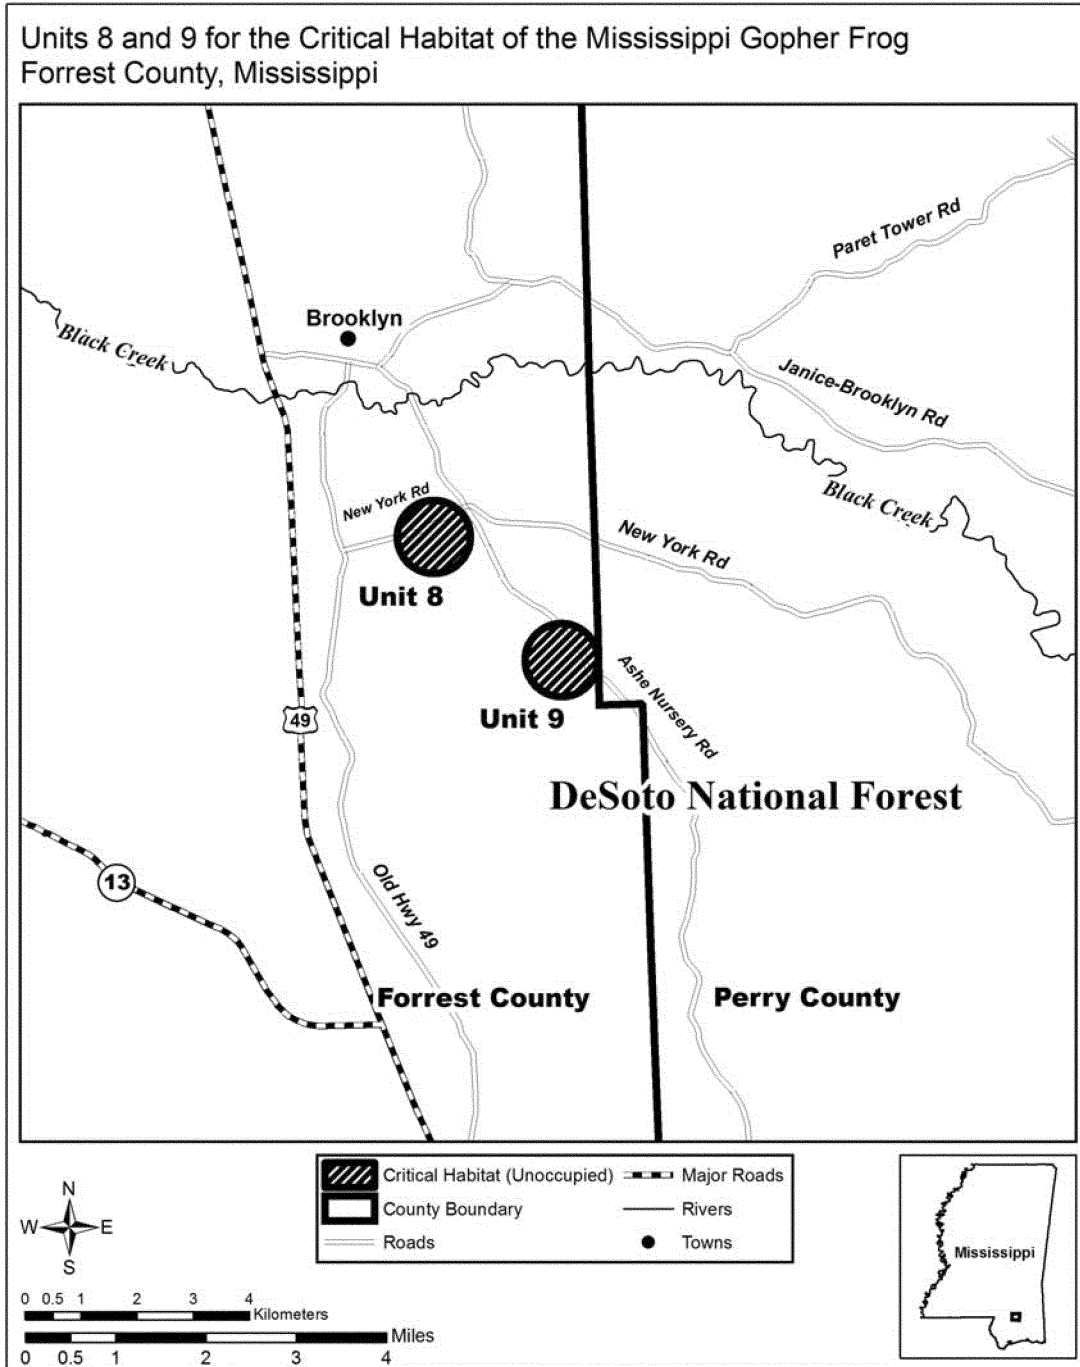 Units 8 and 9 for the Critical Habitat of the Mississippi Gopher Frog
Forrest County, Mississippi
Paret Tower Rd
Brooklyn
Black Creek
Janice-Brooklyn Rd
New York Rd
Black Creek
New York Rd
Unit 8
Ashe Nursery Rd
Unit 9
49
DeSoto National Forest
13
Old Hwy 49
Forrest County
Perry County
Critical Habitat (Unoccupied)
Major Roads
County Boundary
Rivers
Roads
Towns
N
W
E
S
Mississippi
0 0.5 1 2 3 4
Kilometers
Miles
0 0.5 1 2 3 4